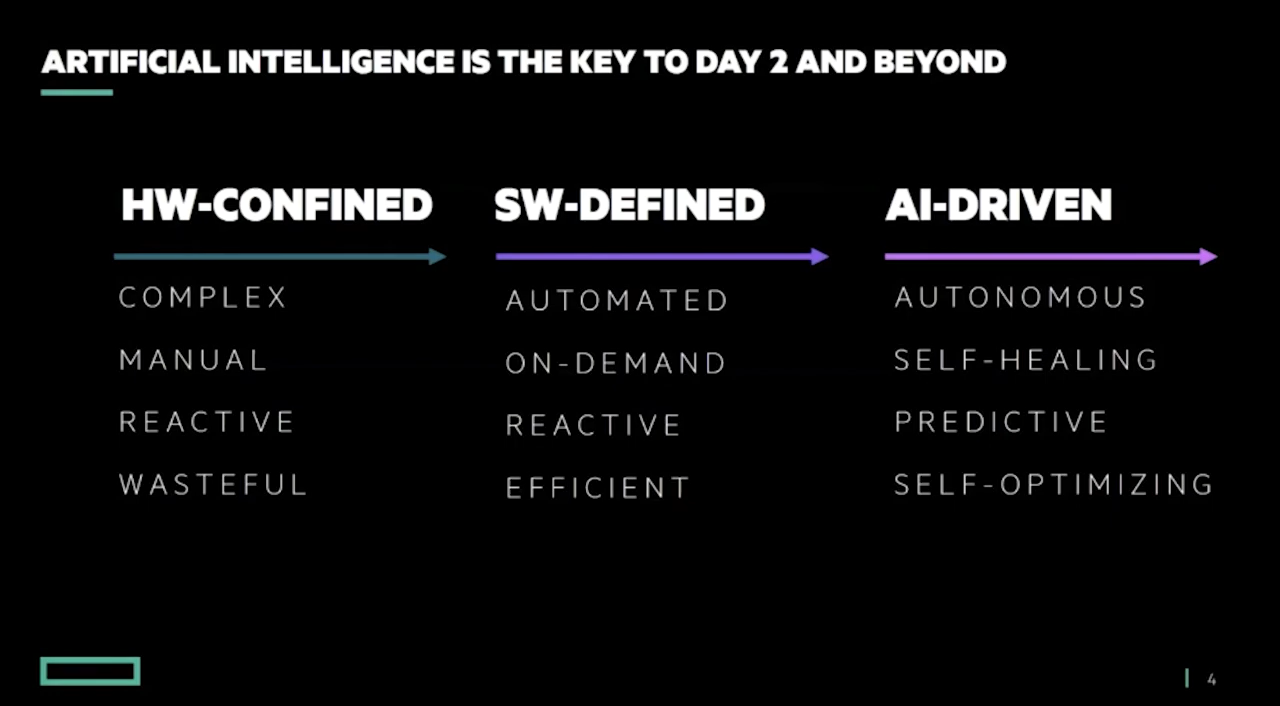 ARTIFICIAL INTELLIGENCE IS THE KEY TO DAY 2 AND BEYOND
HW-CONFINED
COMPLEX
MANUAL
REACTIVE
WASTEFUL
SW-DEFINED
AUTOMATED
ON-DEMAND
REACTIVE
EFFICIENT
AI-DRIVEN
AUTONOMOUS
SELF-HEALING
PREDICTIVE
SELF-OPTIMIZING
4